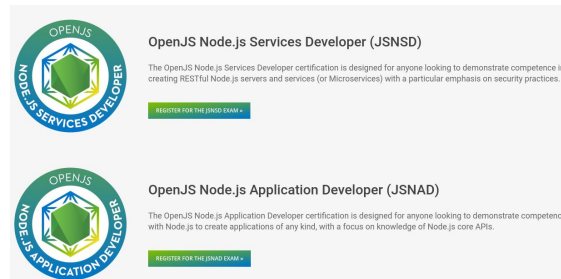 OPENJS
NODE.JS SERVICES DEVELOPER
OpenJS Node.js Services Developer (JSNSD)
The OpenJS Node.js Services Developer certification is designed for anyone looking to demonstrate competence in
creating RESTful Node.js servers and services (or Microservices) with a particular emphasis on security practices.
REGISTER FOR THE JSNSD EXAM »
OPENJS
NODE.JS APPLICATION DEVELOPER
OpenJS Node.js Application Developer (JSNAD)
The OpenJS Node.js Application Developer certification is designed for anyone looking to demonstrate competenc
with Node.js to create applications of any kind, with a focus on knowledge of Node.js core APIs.
REGISTER FOR THE JSNAD EXAM »